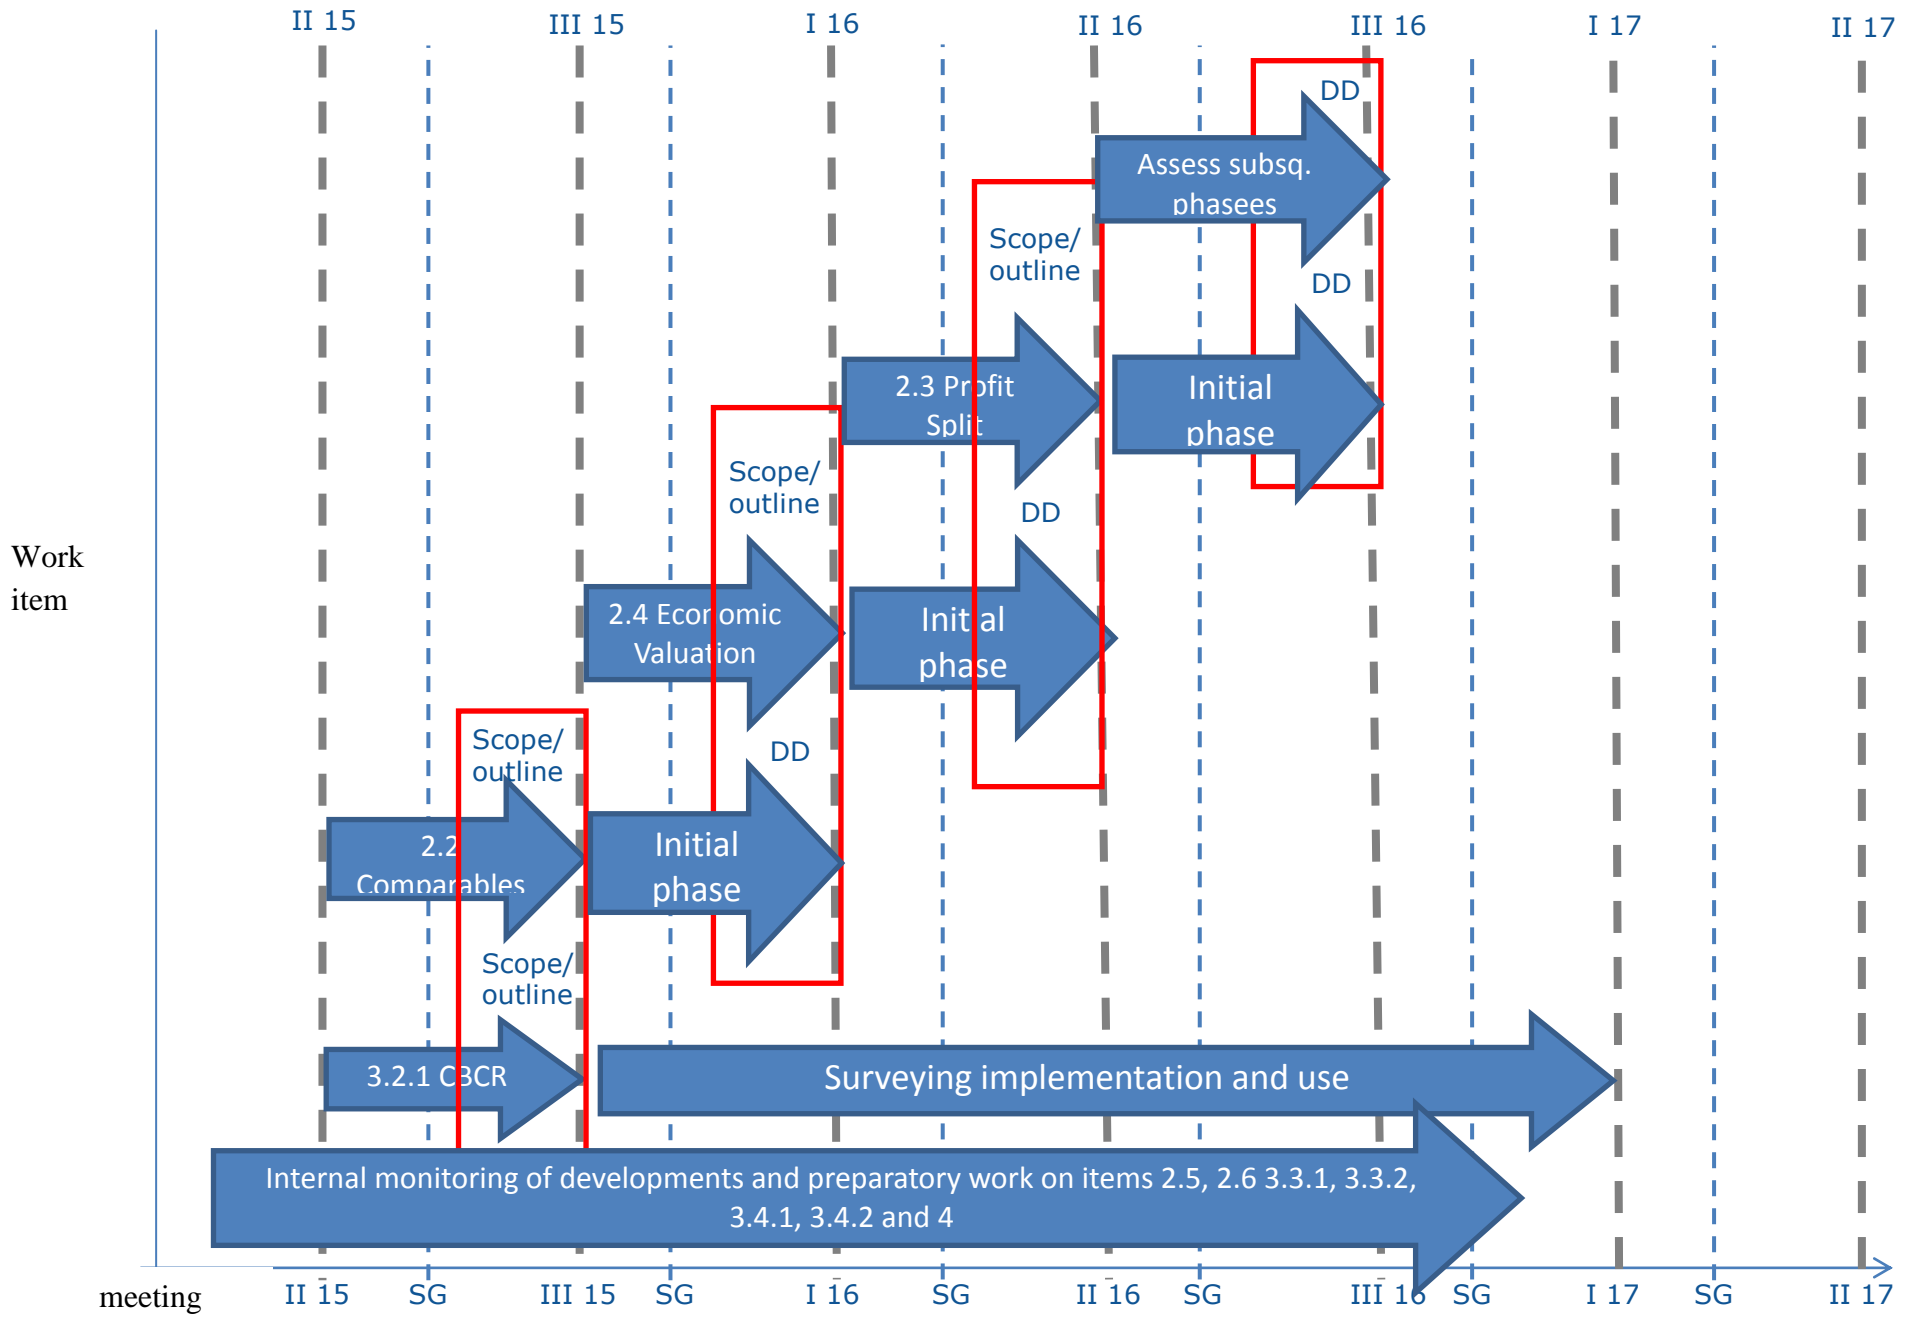 II 15
III 15
I 16
II 16
III 16
I 17
II 17
DD
Assess subsq.
phasees
Scope/
outline
DD
2.3 Profit
Split
Initial
phase
Scope/
outline
DD
Work
item
2.4 Economic
Valuation
Initial
phase
Scope/
outline
DD
2.2
Comparables
Initial
phase
Scope/
outline
3.2.1 CBCR
Surveying implementation and use
Internal monitoring of developments and preparatory work on items 2.5, 2.6 3.3.1, 3.3.2,
3.4.1, 3.4.2 and 4
meeting
II 15
SG
III 15
SG
I 16
SG
II 16
SG
III 16
SG
I 17
SG
II 17